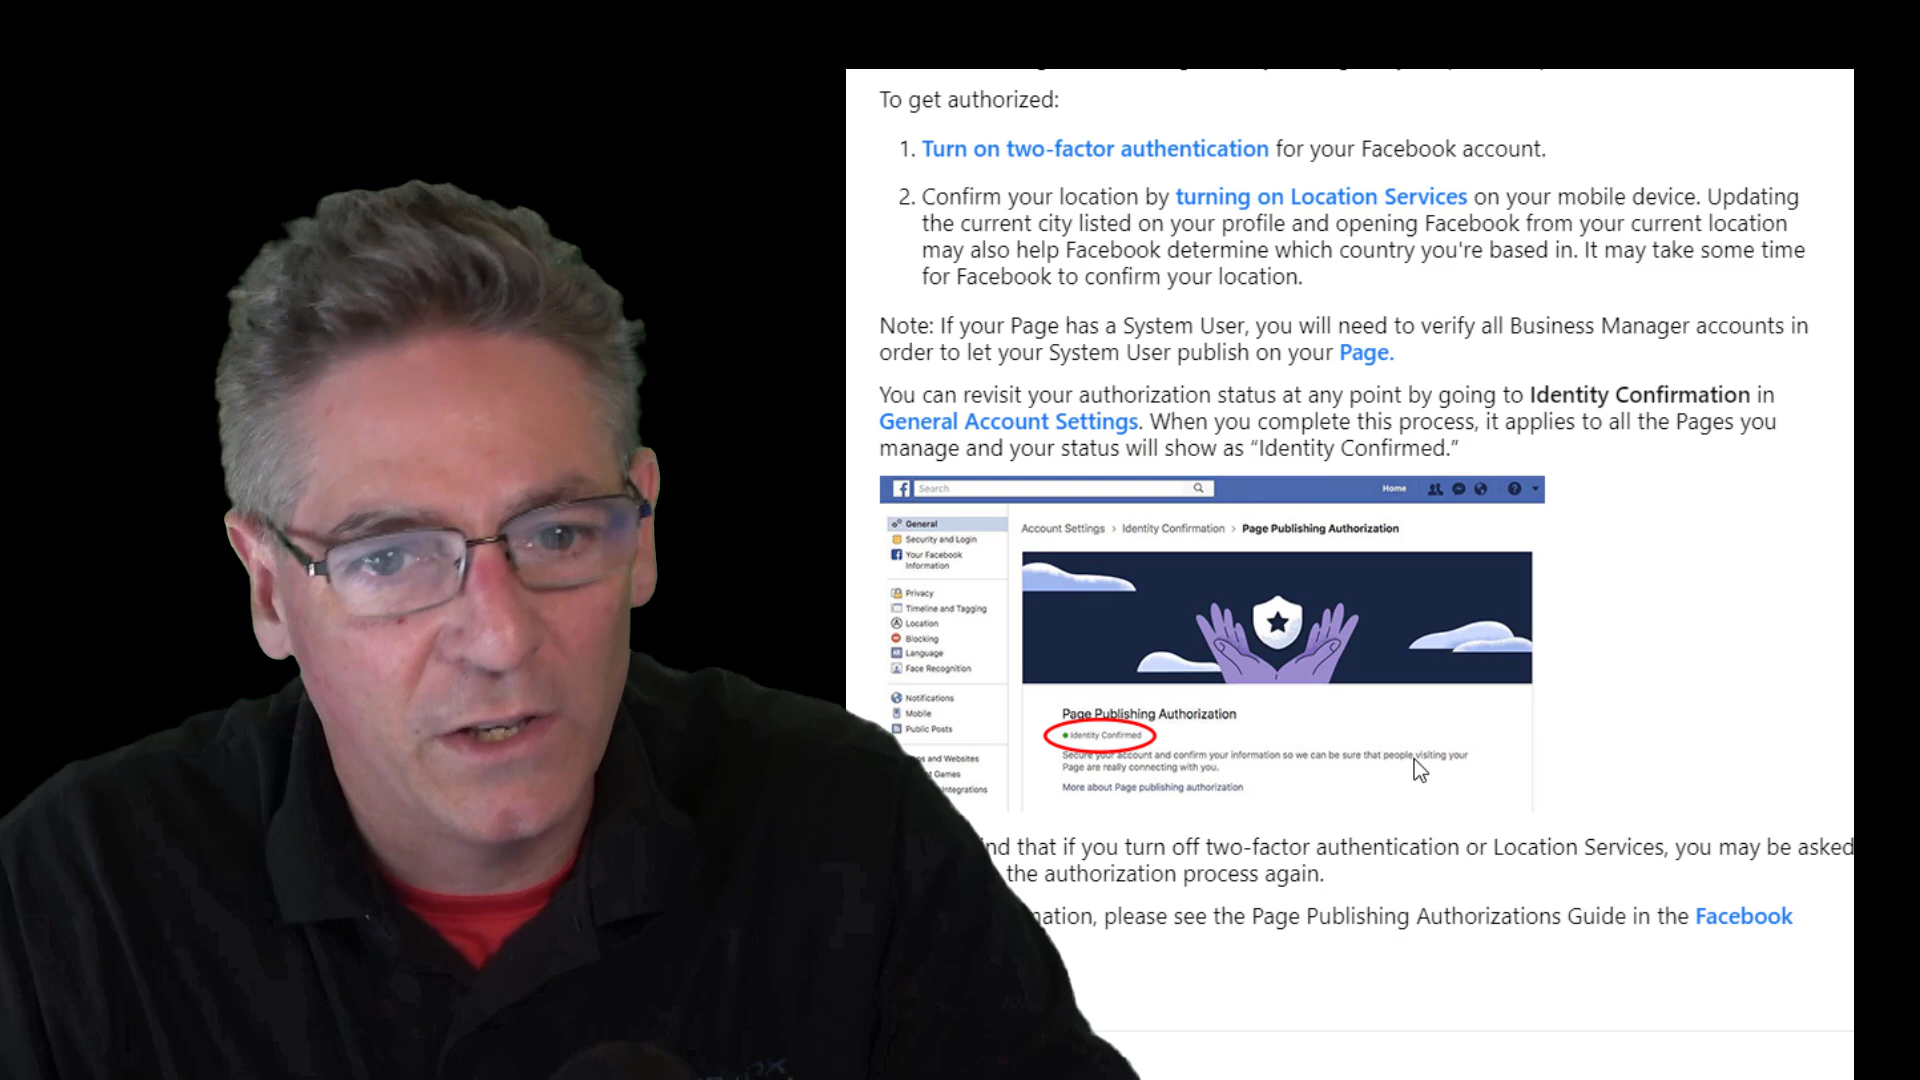 To get authorized:
1. Turn on two-factor authentication for your Facebook account.
2. Confirm your location by turning on Location Services on your mobile device. Updating
the current city listed on your profile and opening Facebook from your current location
may also help Facebook determine which country you're based in. It may take some time
for Facebook to confirm your location.
Note: If your Page has a System User, you will need to verify all Business Manager accounts in
order to let your System User publish on your Page.
You can revisit your authorization status at any point by going to Identity Confirmation in
General Account Settings. When you complete this process, it applies to all the Pages you
manage and your status will show as “Identity Confirmed.”
Search
Home
General
Security and Login
Your Facebook
Information
Privacy
Timeline and Tagging
Location
Blocking
Language
Face Recognition
Notifications
Mobile
Public Posts
and Websites
Games
Integrations
Account Settings > Identity Confirmation > Page Publishing Authorization
Page Publishing Authorization
Identity Confirmed
Secure your account and confirm your information so we can be sure that people visiting your
Page are really connecting with you.
More about Page publishing authorization
that if you turn off two-factor authentication or Location Services, you may be asked
the authorization process again.
please see the Page Publishing Authorizations Guide in the Facebook